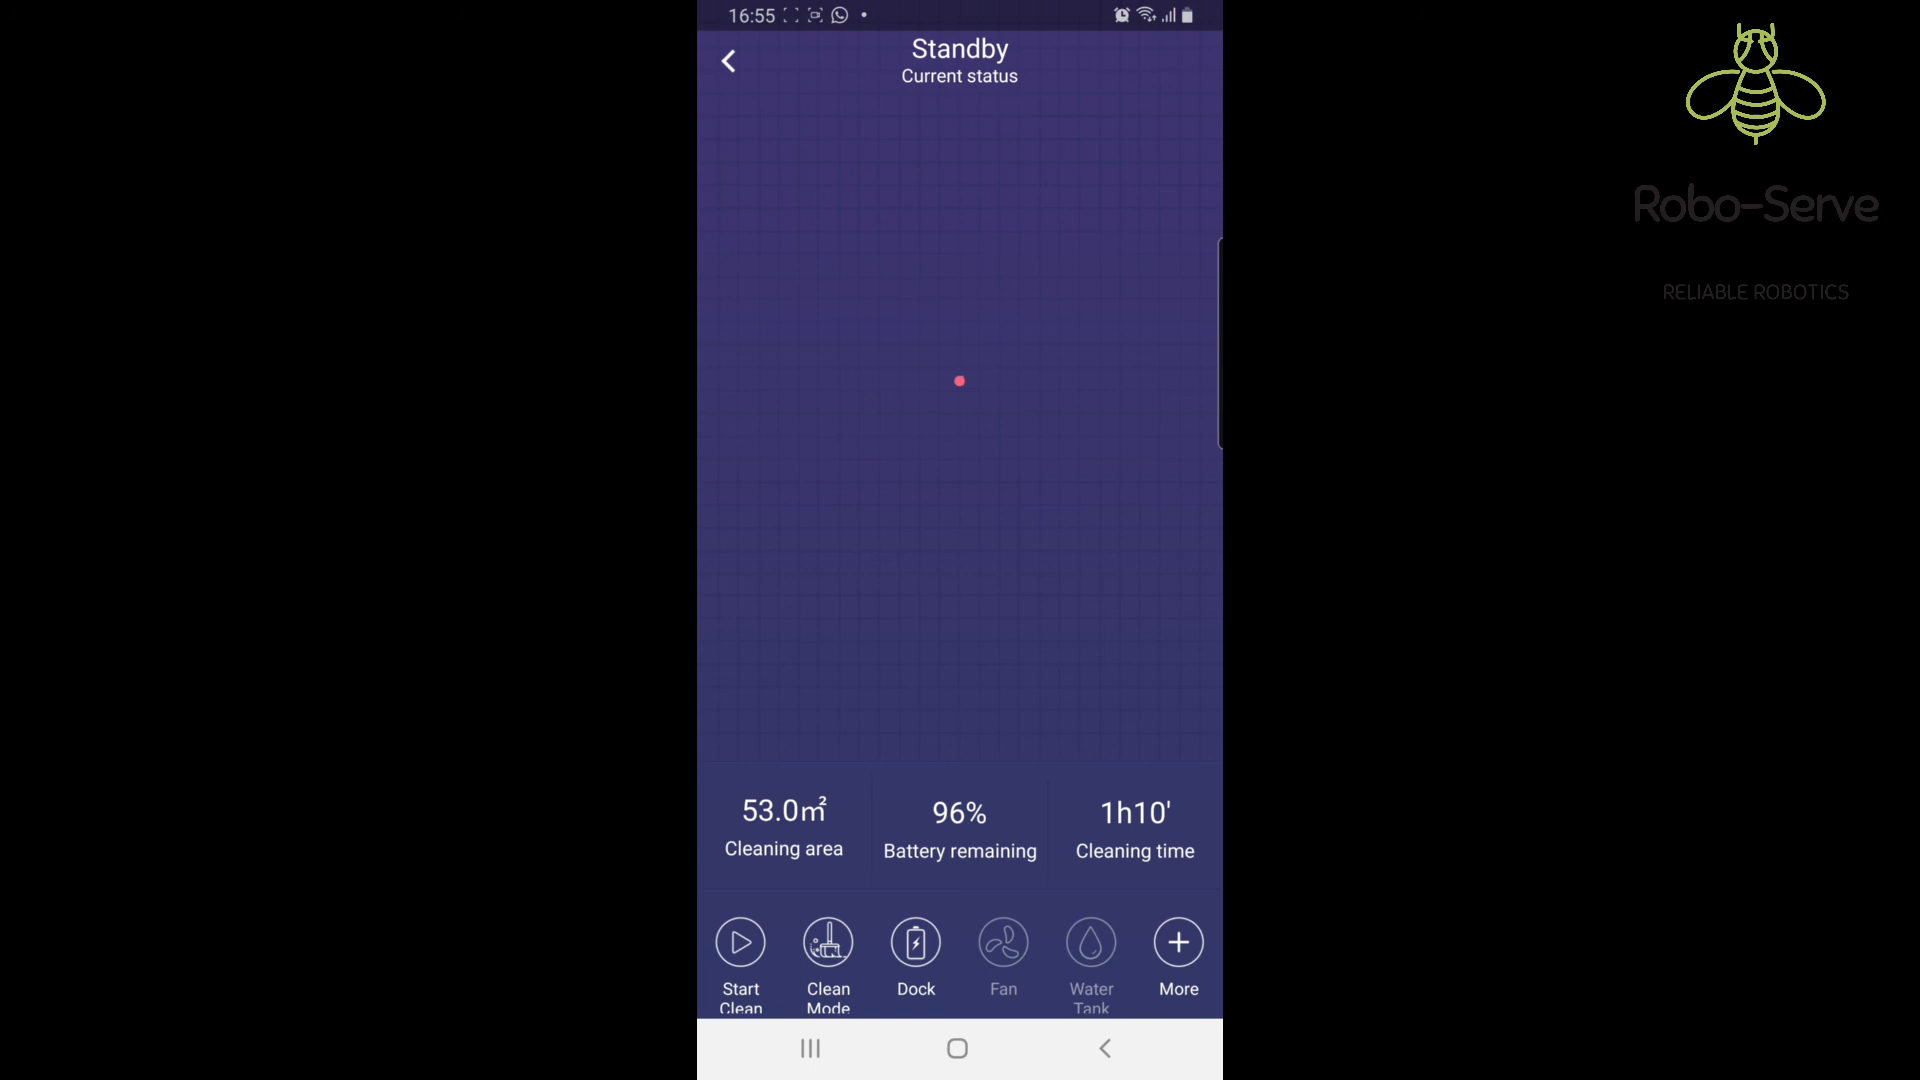 16:55
Standby
Current status
Robo-Serve
RELIABLE ROBOTICS
53.0㎡ 96% 1h10'
Cleaning area Battery remaining Cleaning time
Start Clean Dock Fan Water More
Clean Mode Tank